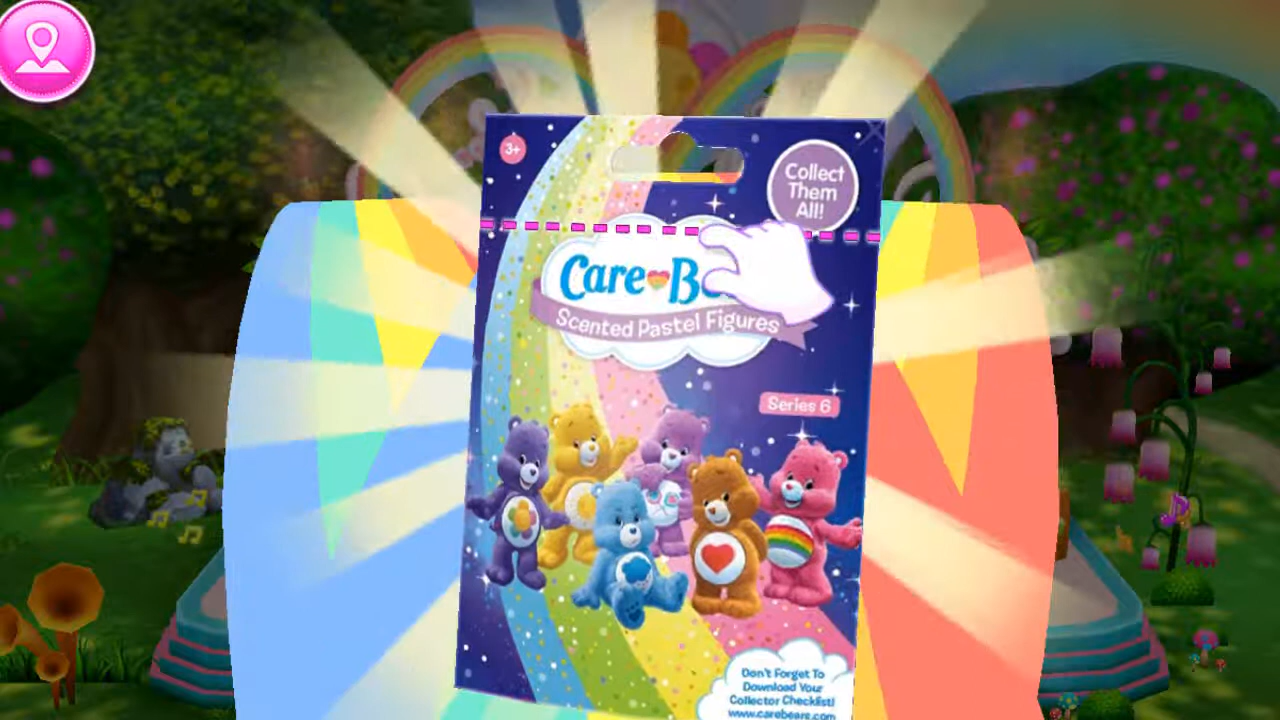 3+
Collect
Them
All!
Care
Scented Pastel Figures
Series 6
Don't Forget To
Download Your
Collector Checklist!
www.carebears.com